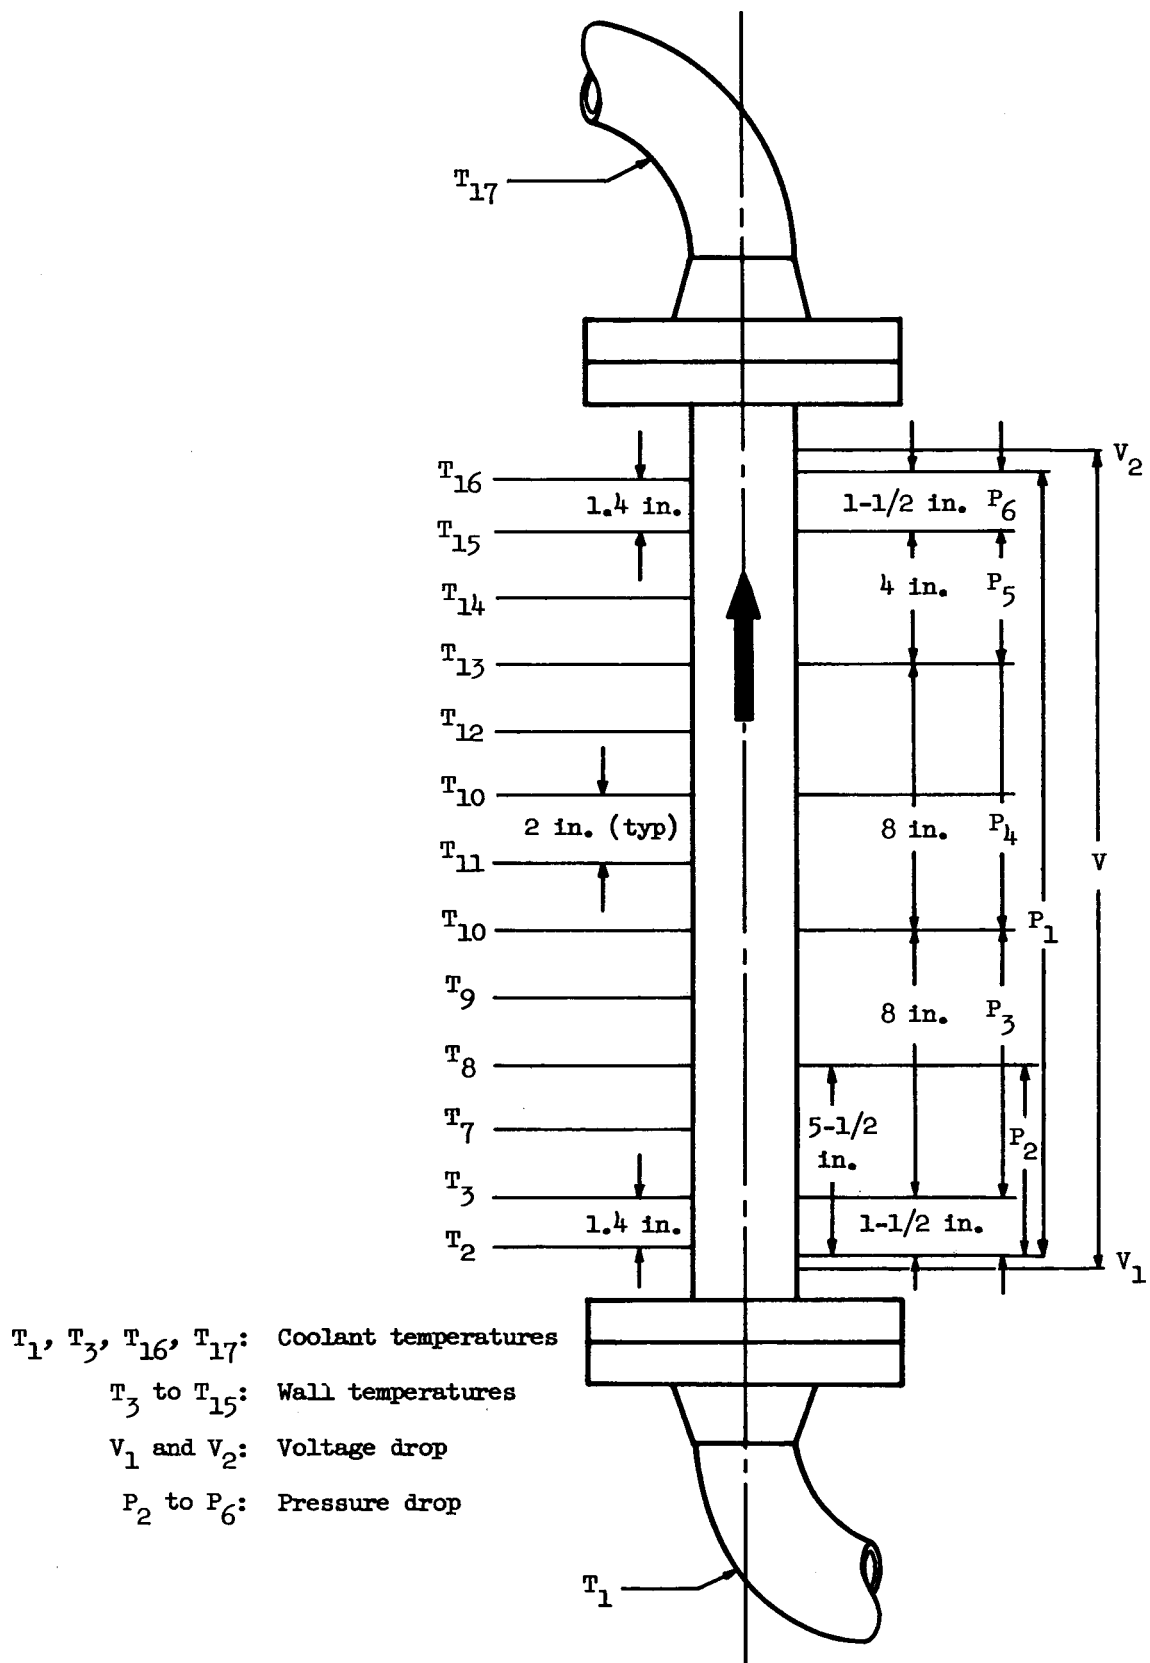 T17
V2
T16
1.4 in.
1-1/2 in. P6
T15
4 in. P5
T14
T13
T12
T10
2 in. (typ)
8 in. P4
T11
V
T10
P1
T9
8 in. P3
T8
T7
5-1/2
in.
P2
T3
1.4 in.
1-1/2 in.
T2
V1
T1, T3, T16, T17: Coolant temperatures
T3 to T15: Wall temperatures
V1 and V2: Voltage drop
P2 to P6: Pressure drop
T1